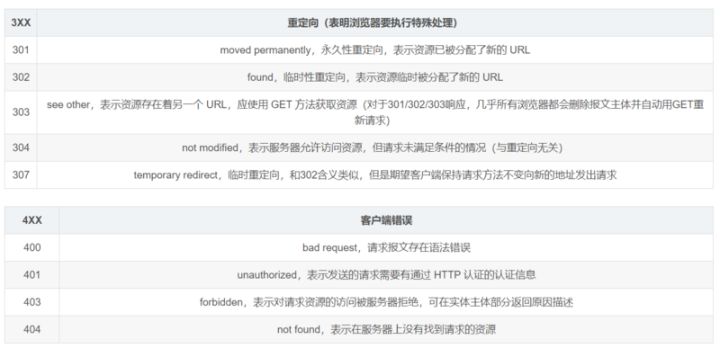 3XX 重定向（表明浏览器要执行特殊处理）
301 moved permanently，永久性重定向，表示资源已被分配了新的 URL
302 found，临时性重定向，表示资源临时被分配了新的 URL
303 see other，表示资源存在着另一个 URL，应使用 GET 方法获取资源（对于301/302/303响应，几乎所有浏览器都会删除报文主体并自动用GET重
新请求）
304 not modified，表示服务器允许访问资源，但请求未满足条件的情况（与重定向无关）
307 temporary redirect，临时重定向，和302含义类似，但是期望客户端保持请求方法不变向新的地址发出请求
4XX 客户端错误
400 bad request，请求报文存在语法错误
401 unauthorized，表示发送的请求需要有通过 HTTP 认证的认证信息
403 forbidden，表示对请求资源的访问被服务器拒绝，可在实体主体部分返回原因描述
404 not found，表示在服务器上没有找到请求的资源